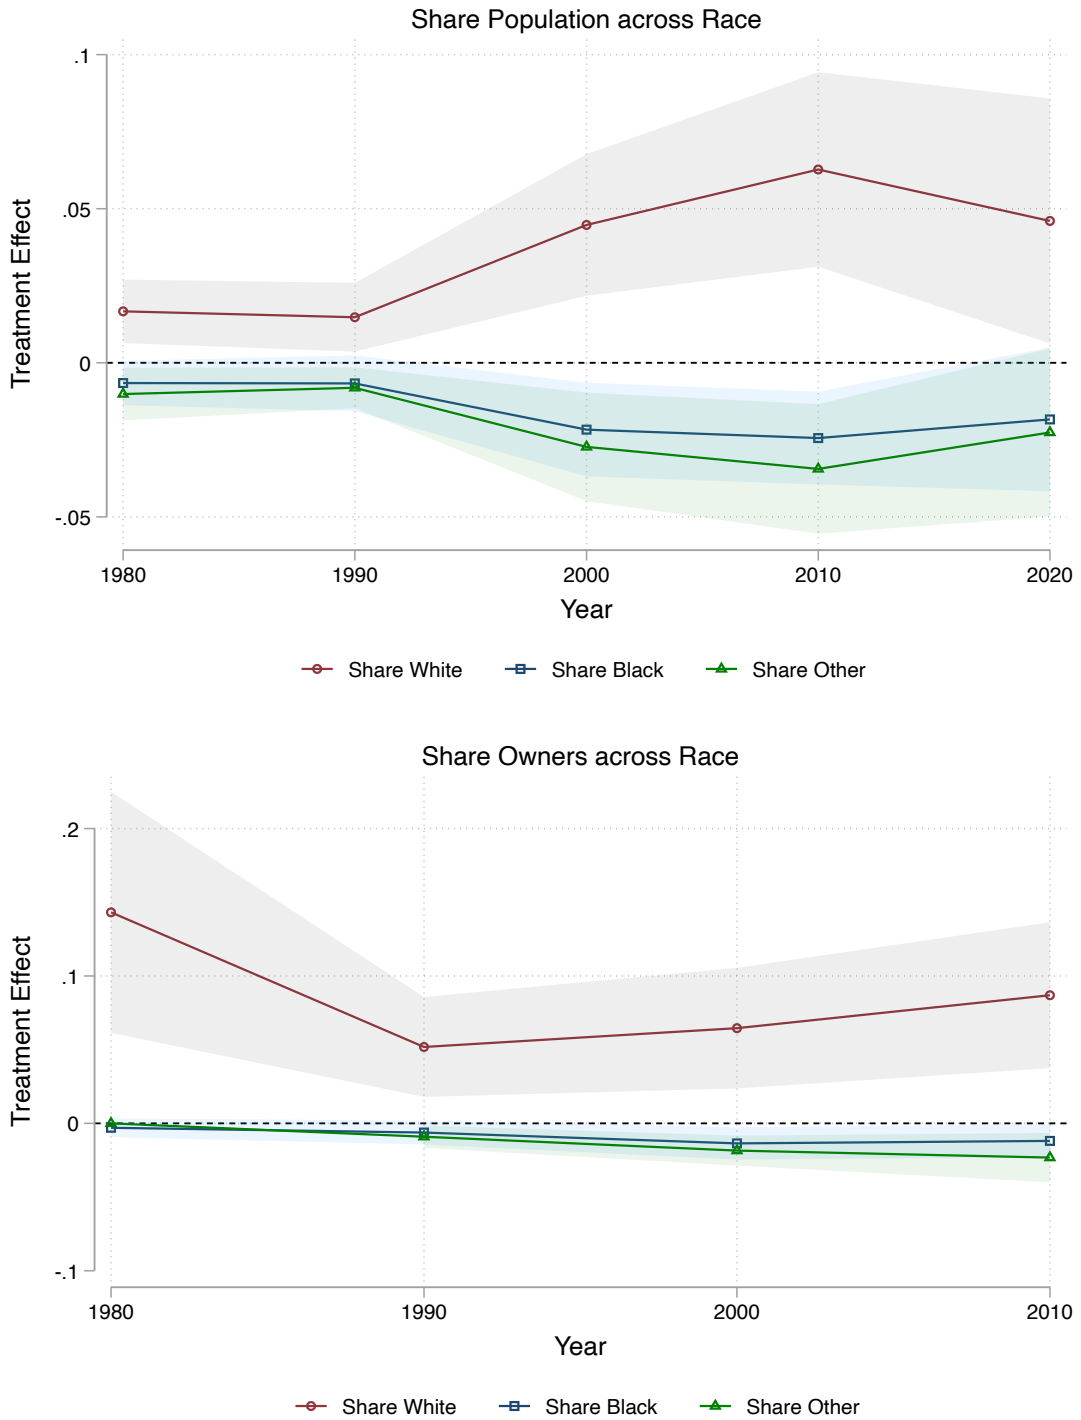 Share Population across Race
Treatment Effect
.1
.05
0
-.05
1980 1990 2000 2010 2020
Year
Share White Share Black Share Other
Share Owners across Race
Treatment Effect
.2
.1
0
-.1
1980 1990 2000 2010
Year
Share White Share Black Share Other